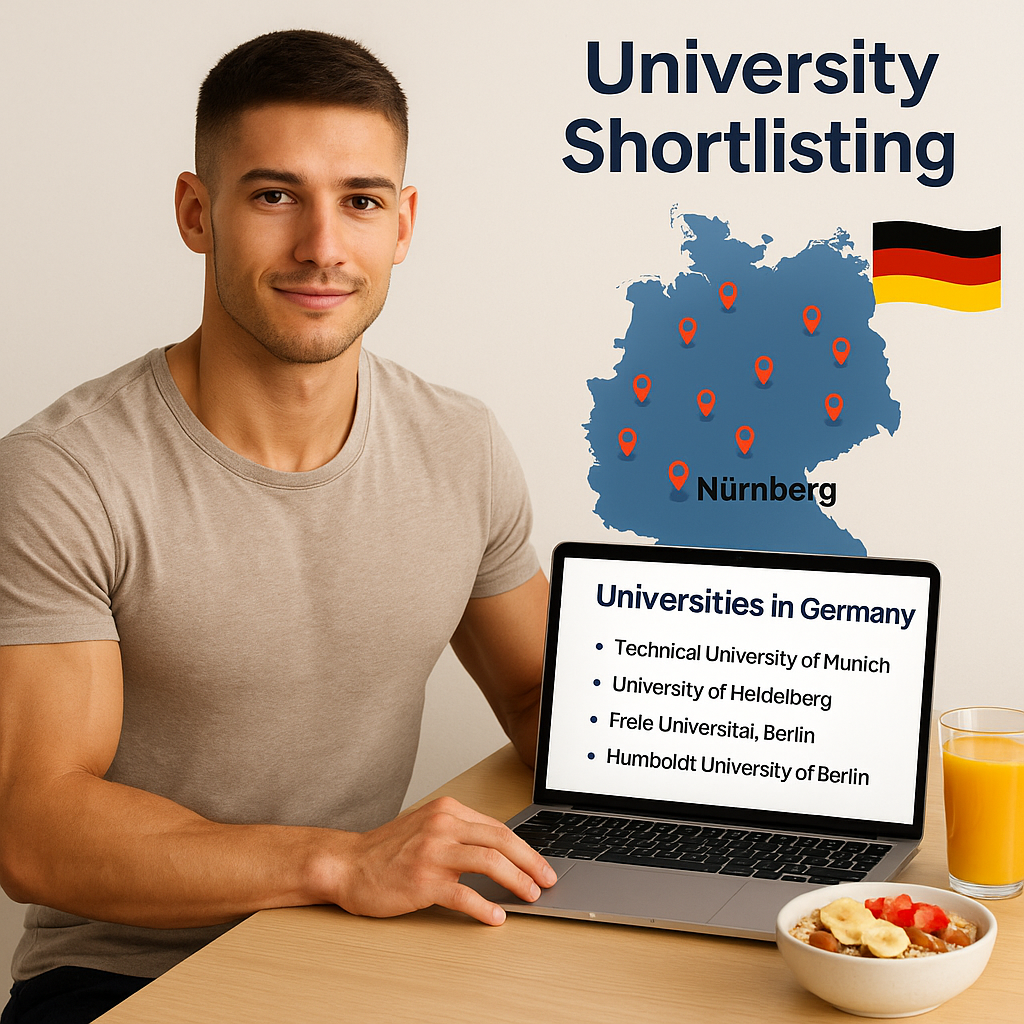 University
Shortlisting
Nürnberg
Universities in Germany
• Technical University of Munich
• University of Heldelberg
• Frele Universitai, Berlin
• Humboldt University of Berlin